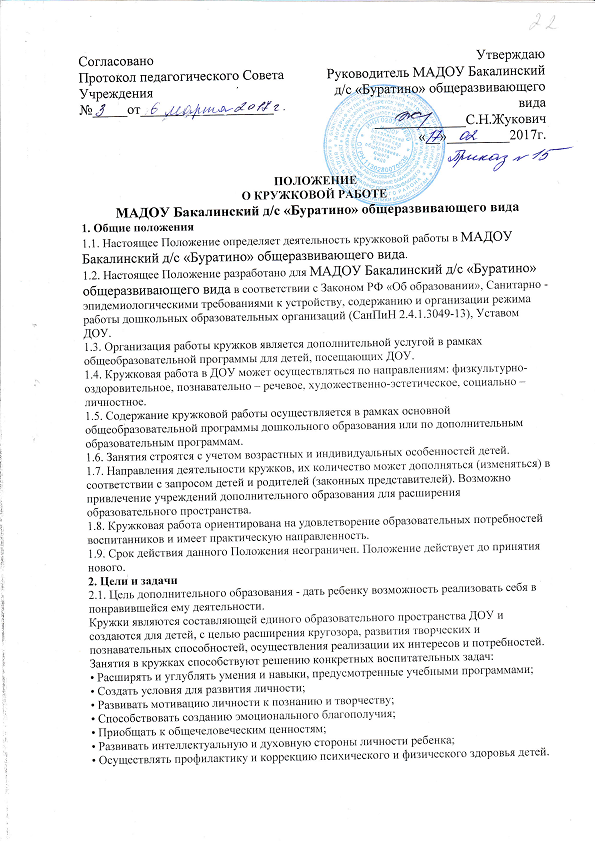 22
Согласовано
Протокол педагогического Совета
Учреждения
№ 3 от 6 марта 2017 г.
Утверждаю
Руководитель МАДОУ Бакалинский
д/с «Буратино» общеразвивающего
вида
С.Н.Жукович
«17» 02 2017г.
Приказ № 15
ПОЛОЖЕНИЕ
О КРУЖКОВОЙ РАБОТЕ
МАДОУ Бакалинский д/с «Буратино» общеразвивающего вида
1. Общие положения
1.1. Настоящее Положение определяет деятельность кружковой работы в МАДОУ
Бакалинский д/с «Буратино» общеразвивающего вида.
1.2. Настоящее Положение разработано для МАДОУ Бакалинский д/с «Буратино»
общеразвивающего вида в соответствии с Законом РФ «Об образовании», Санитарно -
эпидемиологическими требованиями к устройству, содержанию и организации режима
работы дошкольных образовательных организаций (СанПиН 2.4.1.3049-13), Уставом
ДОУ.
1.3. Организация работы кружков является дополнительной услугой в рамках
общеобразовательной программы для детей, посещающих ДОУ.
1.4. Кружковая работа в ДОУ может осуществляться по направлениям: физкультурно-
оздоровительное, познавательно – речевое, художественно-эстетическое, социально –
личностное.
1.5. Содержание кружковой работы осуществляется в рамках основной
общеобразовательной программы дошкольного образования или по дополнительным
образовательным программам.
1.6. Занятия строятся с учетом возрастных и индивидуальных особенностей детей.
1.7. Направления деятельности кружков, их количество может дополняться (изменяться) в
соответствии с запросом детей и родителей (законных представителей). Возможно
привлечение учреждений дополнительного образования для расширения
образовательного пространства.
1.8. Кружковая работа ориентирована на удовлетворение образовательных потребностей
воспитанников и имеет практическую направленность.
1.9. Срок действия данного Положения неограничен. Положение действует до принятия
нового.
2. Цели и задачи
2.1. Цель дополнительного образования - дать ребенку возможность реализовать себя в
понравившейся ему деятельности.
Кружки являются составляющей единого образовательного пространства ДОУ и
создаются для детей, с целью расширения кругозора, развития творческих и
познавательных способностей, осуществления реализации их интересов и потребностей.
Занятия в кружках способствуют решению конкретных воспитательных задач:
• Расширять и углублять умения и навыки, предусмотренные учебными программами;
• Создать условия для развития личности;
• Развивать мотивацию личности к познанию и творчеству;
• Способствовать созданию эмоционального благополучия;
• Приобщать к общечеловеческим ценностям;
• Развивать интеллектуальную и духовную стороны личности ребенка;
• Осуществлять профилактику и коррекцию психического и физического здоровья детей.